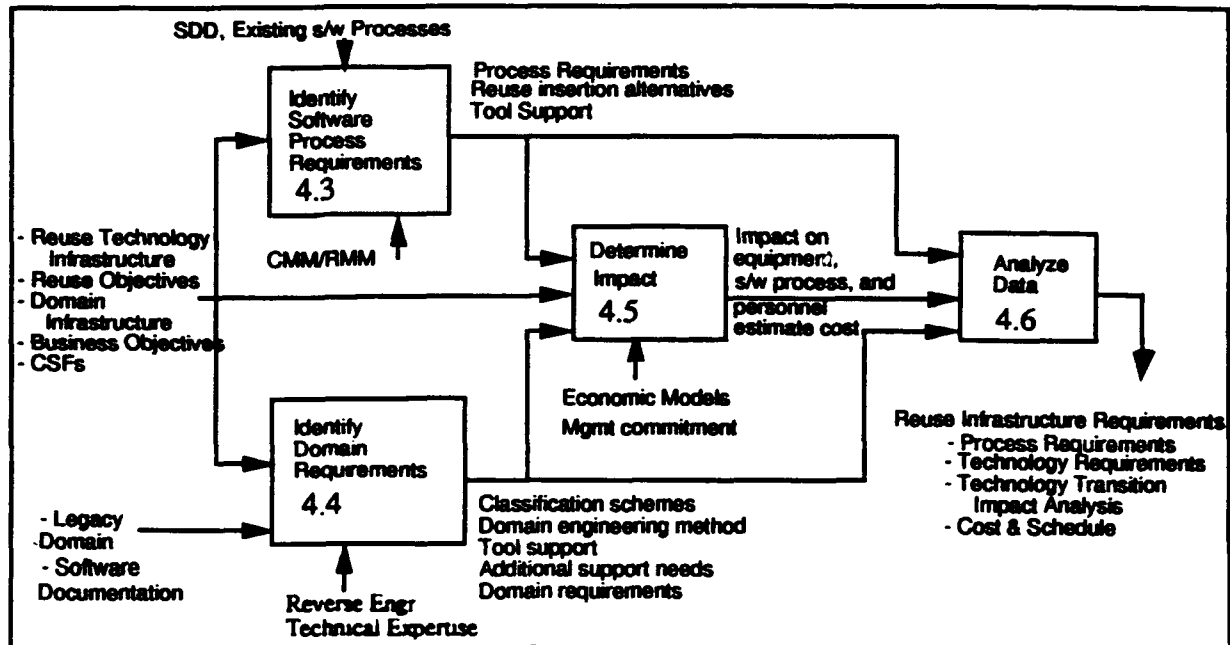 SDD, Existing s/w Processes
Identify
Software
Process
Requirements
4.3
Process Requirements
Reuse insertion alternatives
Tool Support
CMM/RMM
- Reuse Technology
Infrastructure
- Reuse Objectives
- Domain
Infrastructure
- Business Objectives
- CSFs
Determine
Impact
4.5
Impact on
equipment,
s/w process, and
personnel
estimate cost
Analyze
Data
4.6
Economic Models
Mgmt commitment
Identify
Domain
Requirements
4.4
- Legacy
Domain
- Software
Documentation
Reverse Engr
Technical Expertise
Classification schemes
Domain engineering method
Tool support
Additional support needs
Domain requirements
Reuse Infrastructure Requirements
- Process Requirements
- Technology Requirements
- Technology Transition
Impact Analysis
- Cost & Schedule